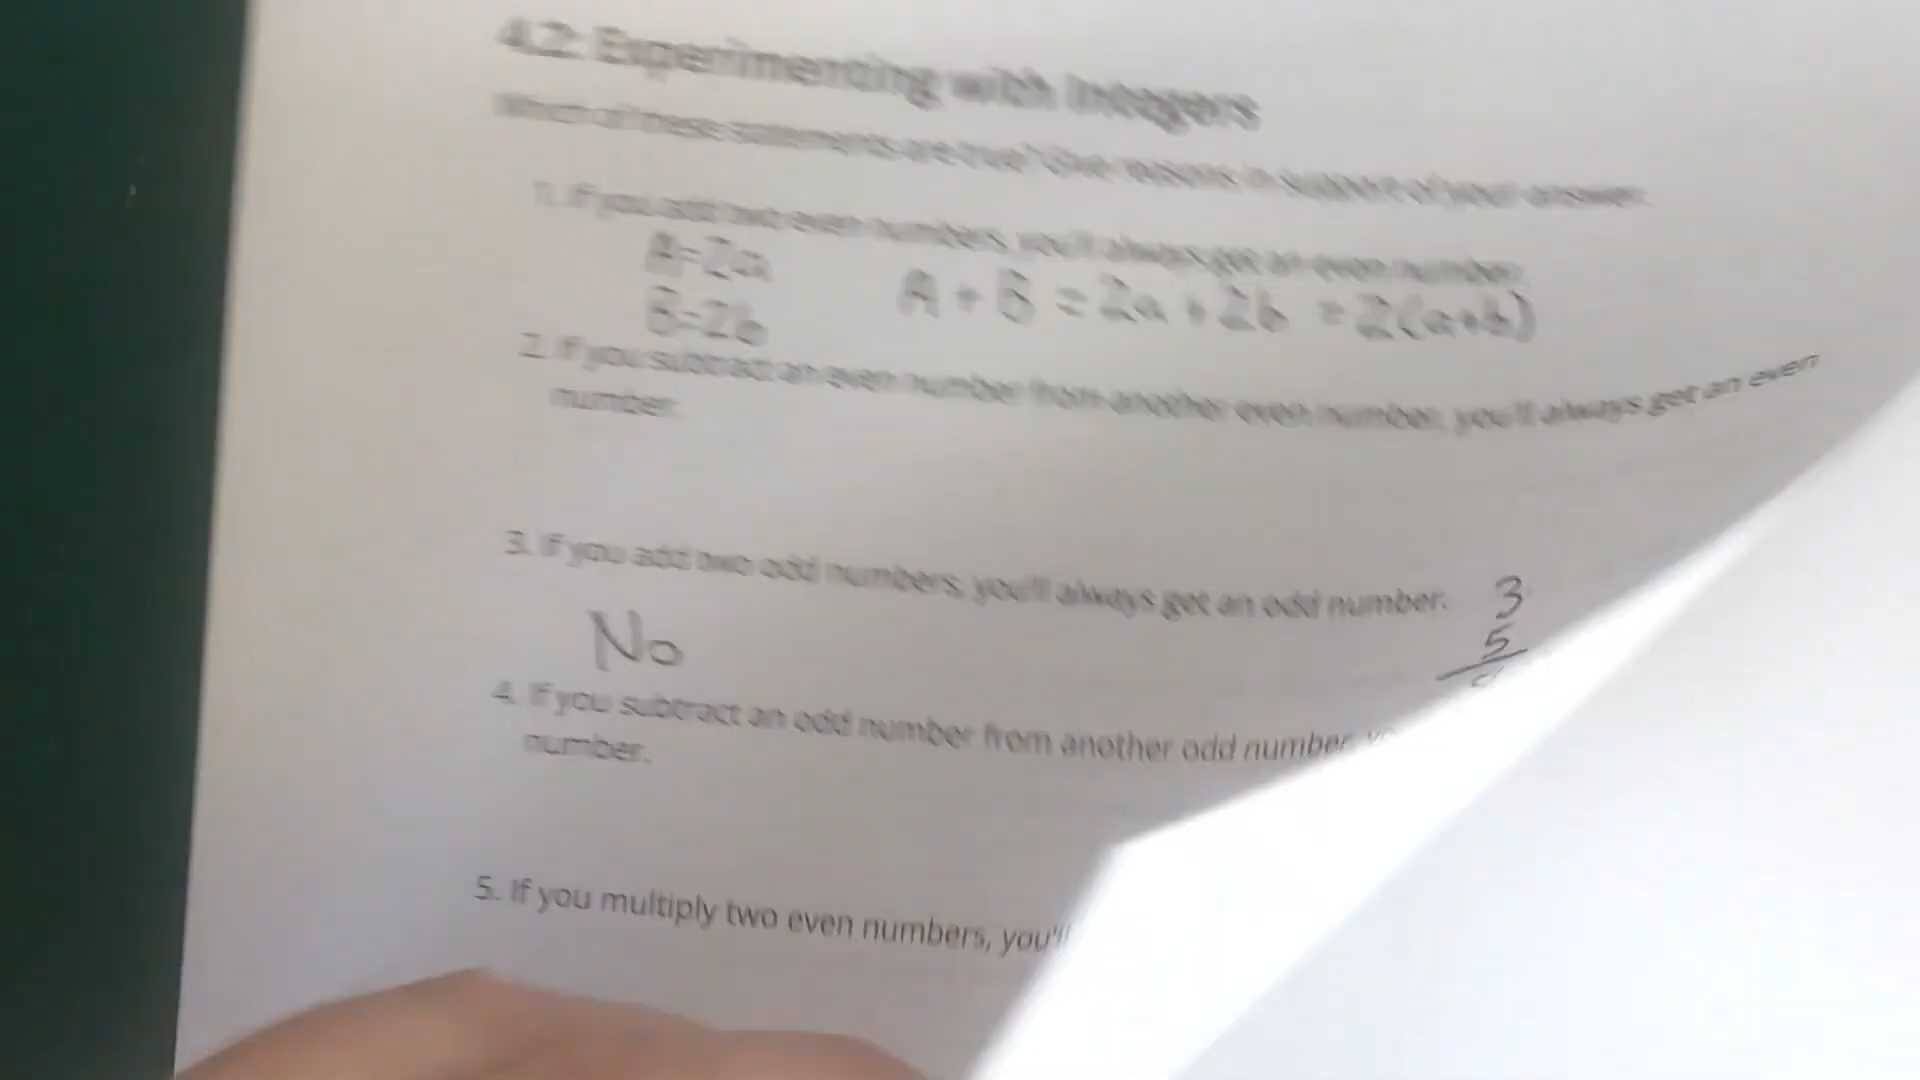 4.2: Experimenting with Integers
Which of these statements are true? Give reasons in support of your answer.
1. If you add two even numbers, you'll always get an even number.
A=2a
B=2b
A + B = 2a + 2b = 2(a+b)
2. If you subtract an even number from another even number, you'll always get an even
number.
3. If you add two odd numbers, you'll always get an odd number.
3
5
No
4. If you subtract an odd number from another odd number,
number.
5. If you multiply two even numbers, you'll